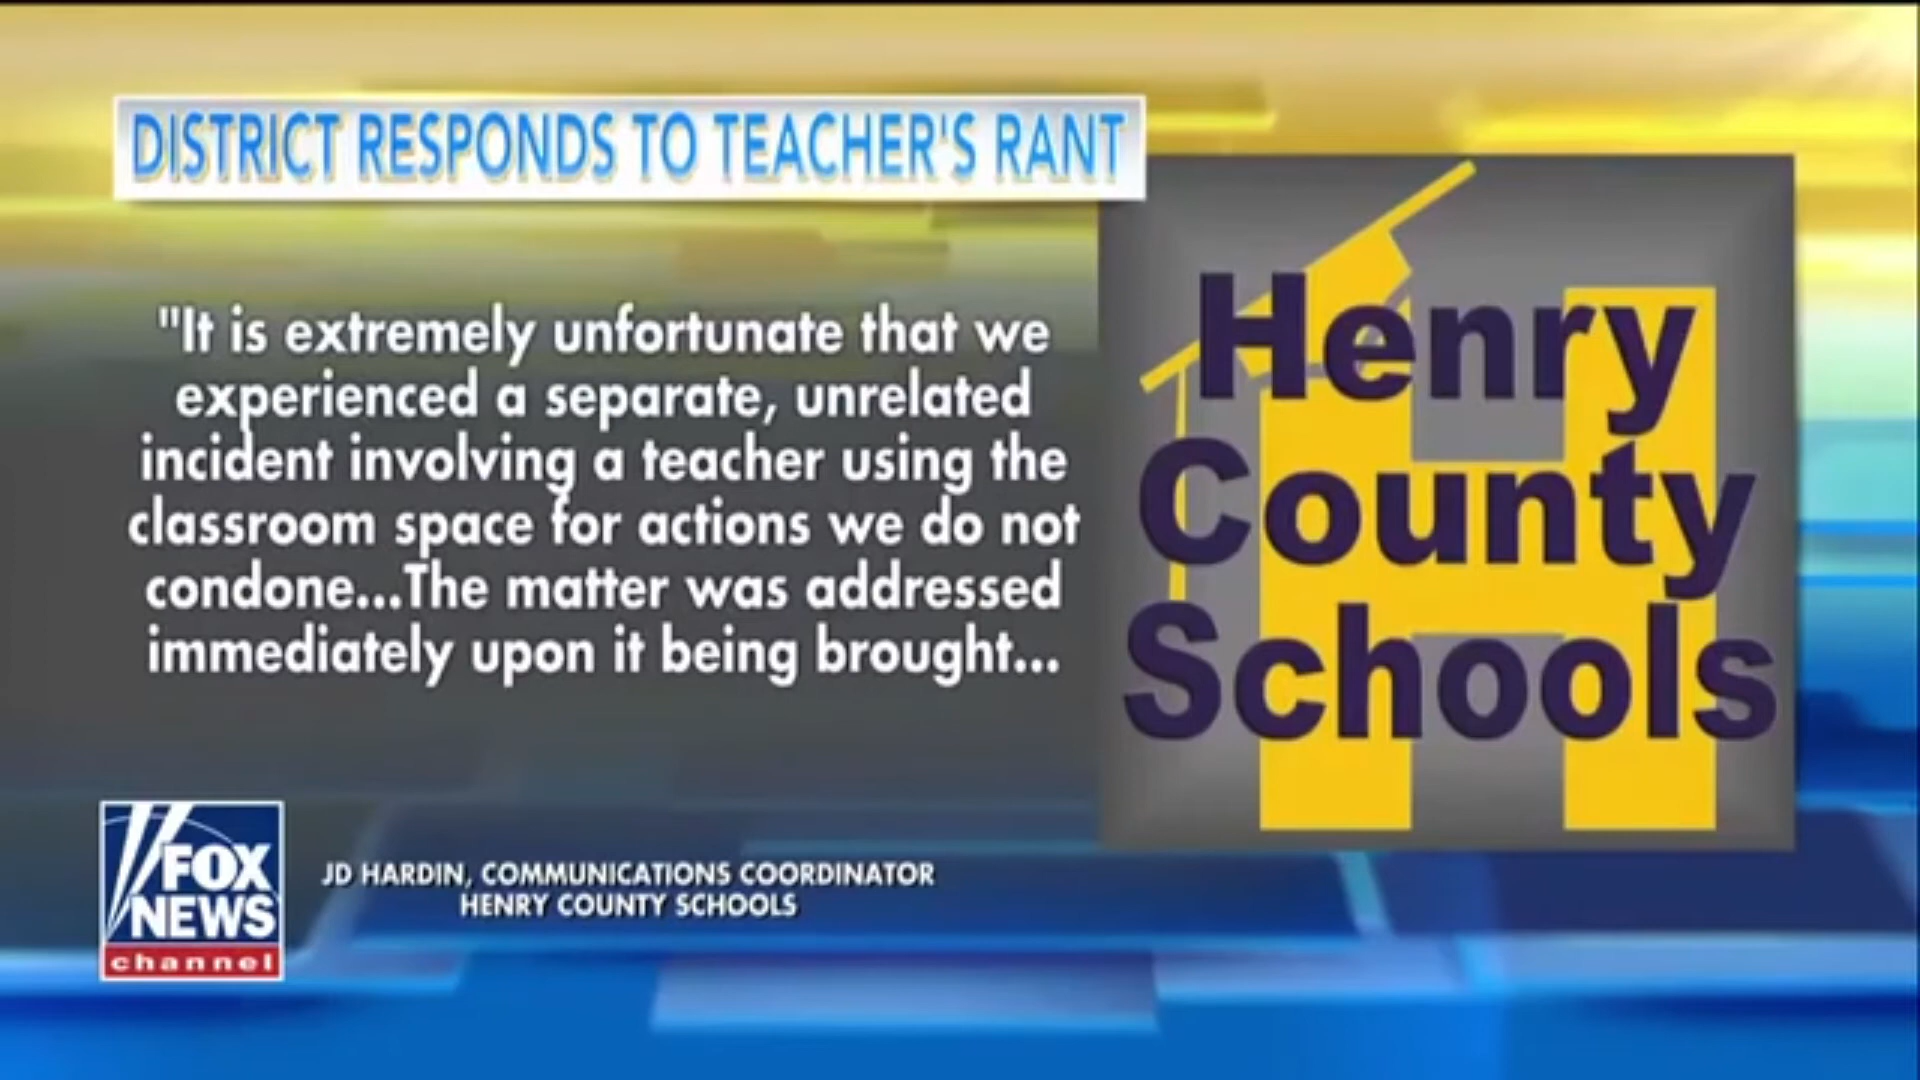 DISTRICT RESPONDS TO TEACHER'S RANT
"It is extremely unfortunate that we
experienced a separate, unrelated
incident involving a teacher using the
classroom space for actions we do not
condone...The matter was addressed
immediately upon it being brought...
Henry
County
Schools
JD HARDIN, COMMUNICATIONS COORDINATOR
HENRY COUNTY SCHOOLS
FOX
NEWS
channel